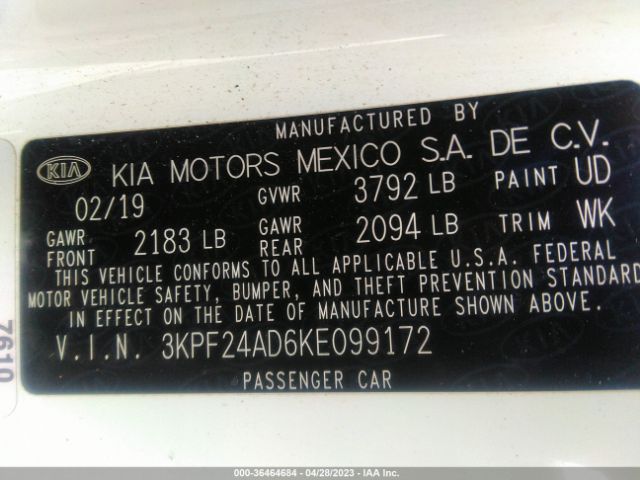 MANUFACTURED BY
KIA KIA MOTORS MEXICO S.A. DE C.V.
02/19 GVWR 3792 LB PAINT UD
GAWR FRONT 2183 LB GAWR REAR 2094 LB TRIM WK
THIS VEHICLE CONFORMS TO ALL APPLICABLE U.S.A. FEDERAL
MOTOR VEHICLE SAFETY, BUMPER, AND THEFT PREVENTION STANDARD
IN EFFECT ON THE DATE OF MANUFACTURE SHOWN ABOVE.
V.I.N. 3KPF24AD6KE099172
PASSENGER CAR
7610
000-36464684 - 04/28/2023 - IAA Inc.